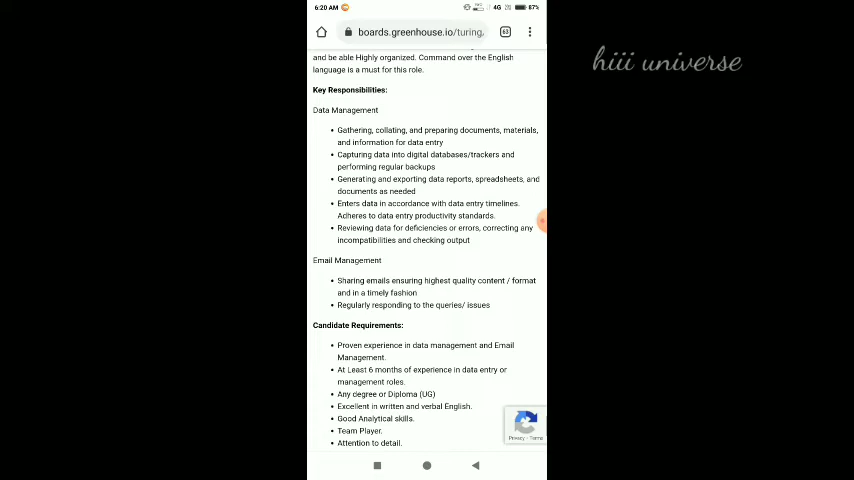 6:20 AM
4G
87%
boards.greenhouse.io/turing,
63
hiii universe
and be able Highly organized. Command over the English
language is a must for this role.
Key Responsibilities:
Data Management
• Gathering, collating, and preparing documents, materials,
and information for data entry
• Capturing data into digital databases/trackers and
performing regular backups
• Generating and exporting data reports, spreadsheets, and
documents as needed
• Enters data in accordance with data entry timelines.
Adheres to data entry productivity standards.
• Reviewing data for deficiencies or errors, correcting any
incompatibilities and checking output
Email Management
• Sharing emails ensuring highest quality content / format
and in a timely fashion
• Regularly responding to the queries/ issues
Candidate Requirements:
• Proven experience in data management and Email
Management.
• At Least 6 months of experience in data entry or
management roles.
• Any degree or Diploma (UG)
• Excellent in written and verbal English.
• Good Analytical skills.
• Team Player.
• Attention to detail.
Privacy - Terms